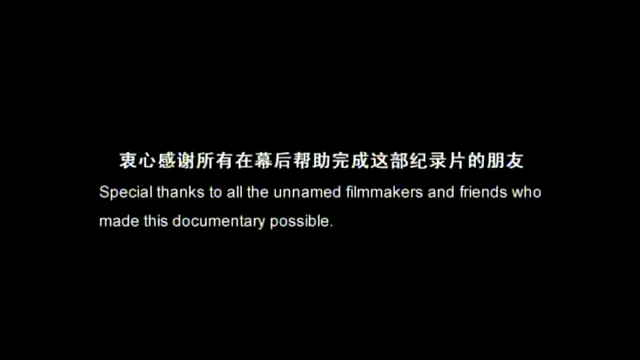 衷心感谢所有在幕后帮助完成这部纪录片的朋友
Special thanks to all the unnamed filmmakers and friends who
made this documentary possible.